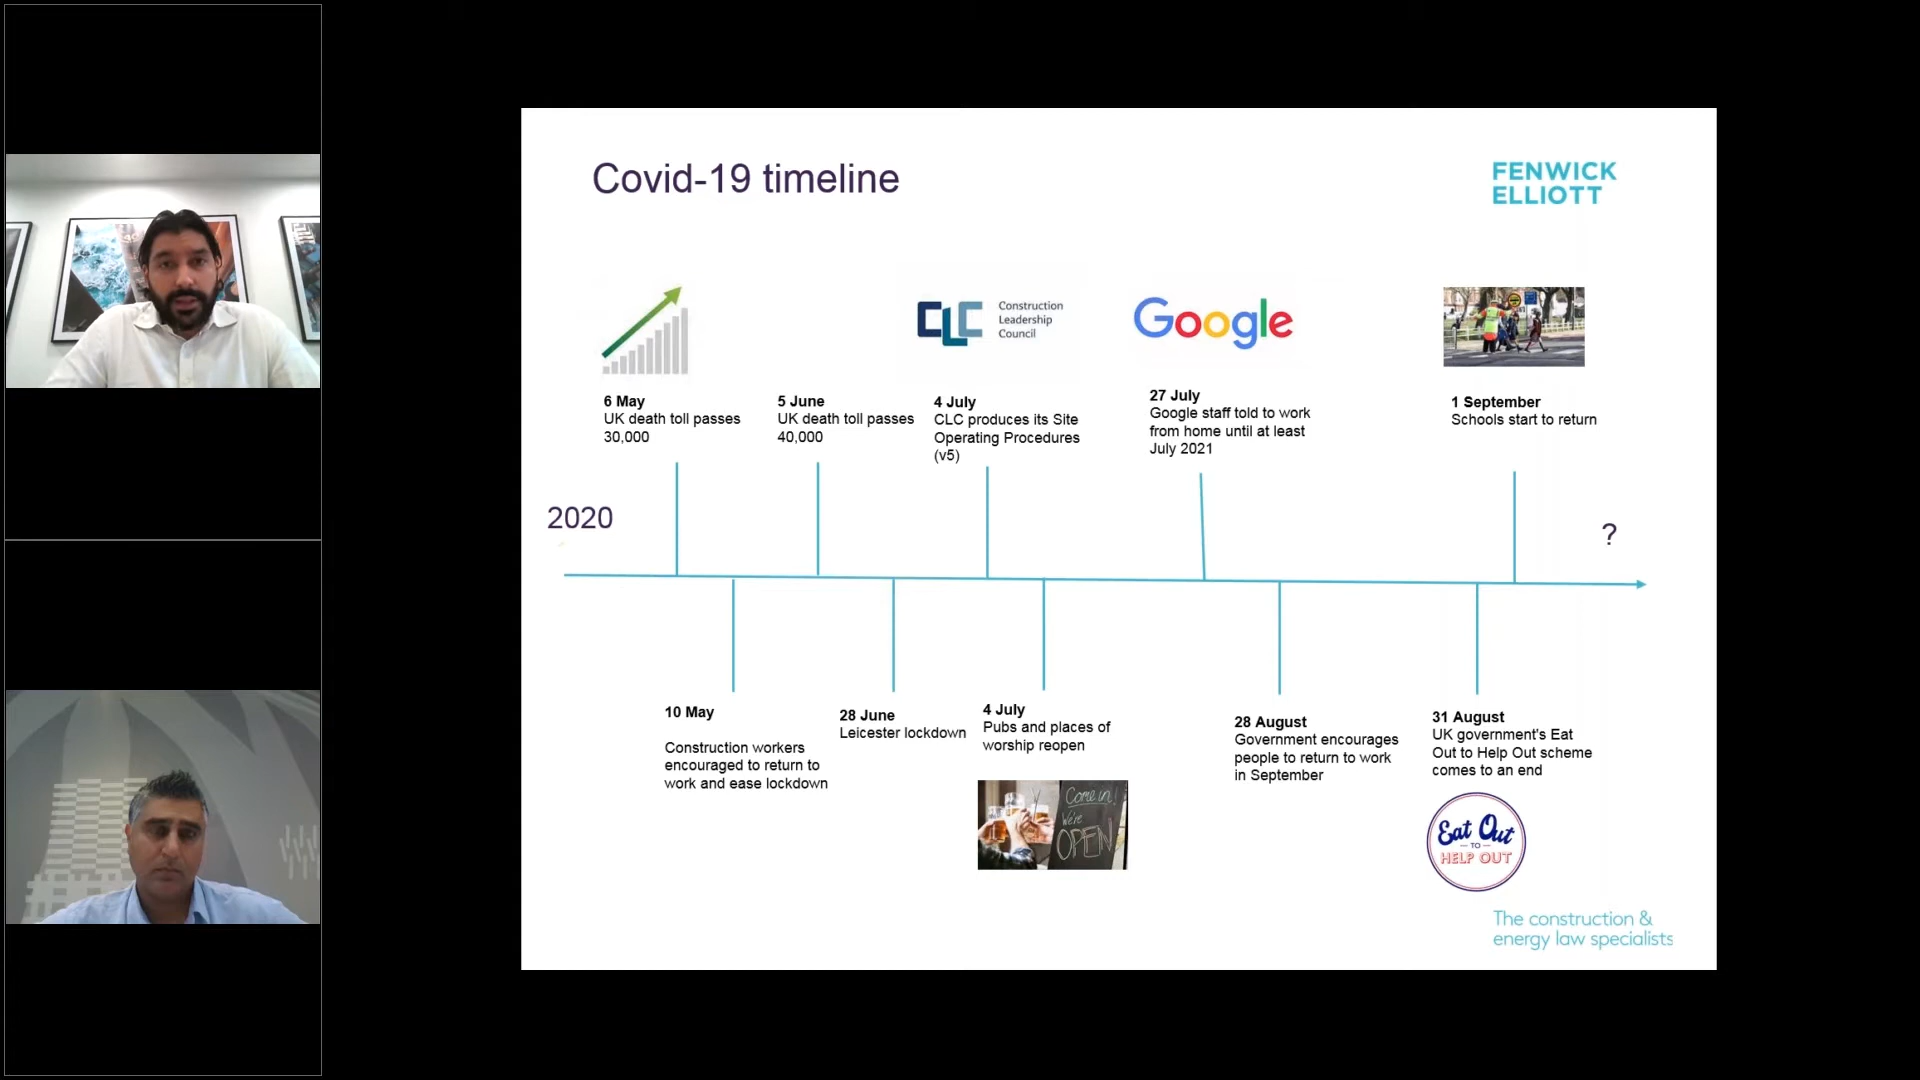 Covid-19 timeline
FENWICK
ELLIOTT
Construction
Leadership
Council
CLC
Google
6 May
UK death toll passes
30,000
5 June
UK death toll passes
40,000
4 July
CLC produces its Site
Operating Procedures
(v5)
27 July
Google staff told to work
from home until at least
July 2021
1 September
Schools start to return
2020
?
10 May
Construction workers
encouraged to return to
work and ease lockdown
28 June
Leicester lockdown
4 July
Pubs and places of
worship reopen
Come in!
We're
OPEN
28 August
Government encourages
people to return to work
in September
31 August
UK government's Eat
Out to Help Out scheme
comes to an end
Eat Out
TO
HELP OUT
The construction &
energy law specialists